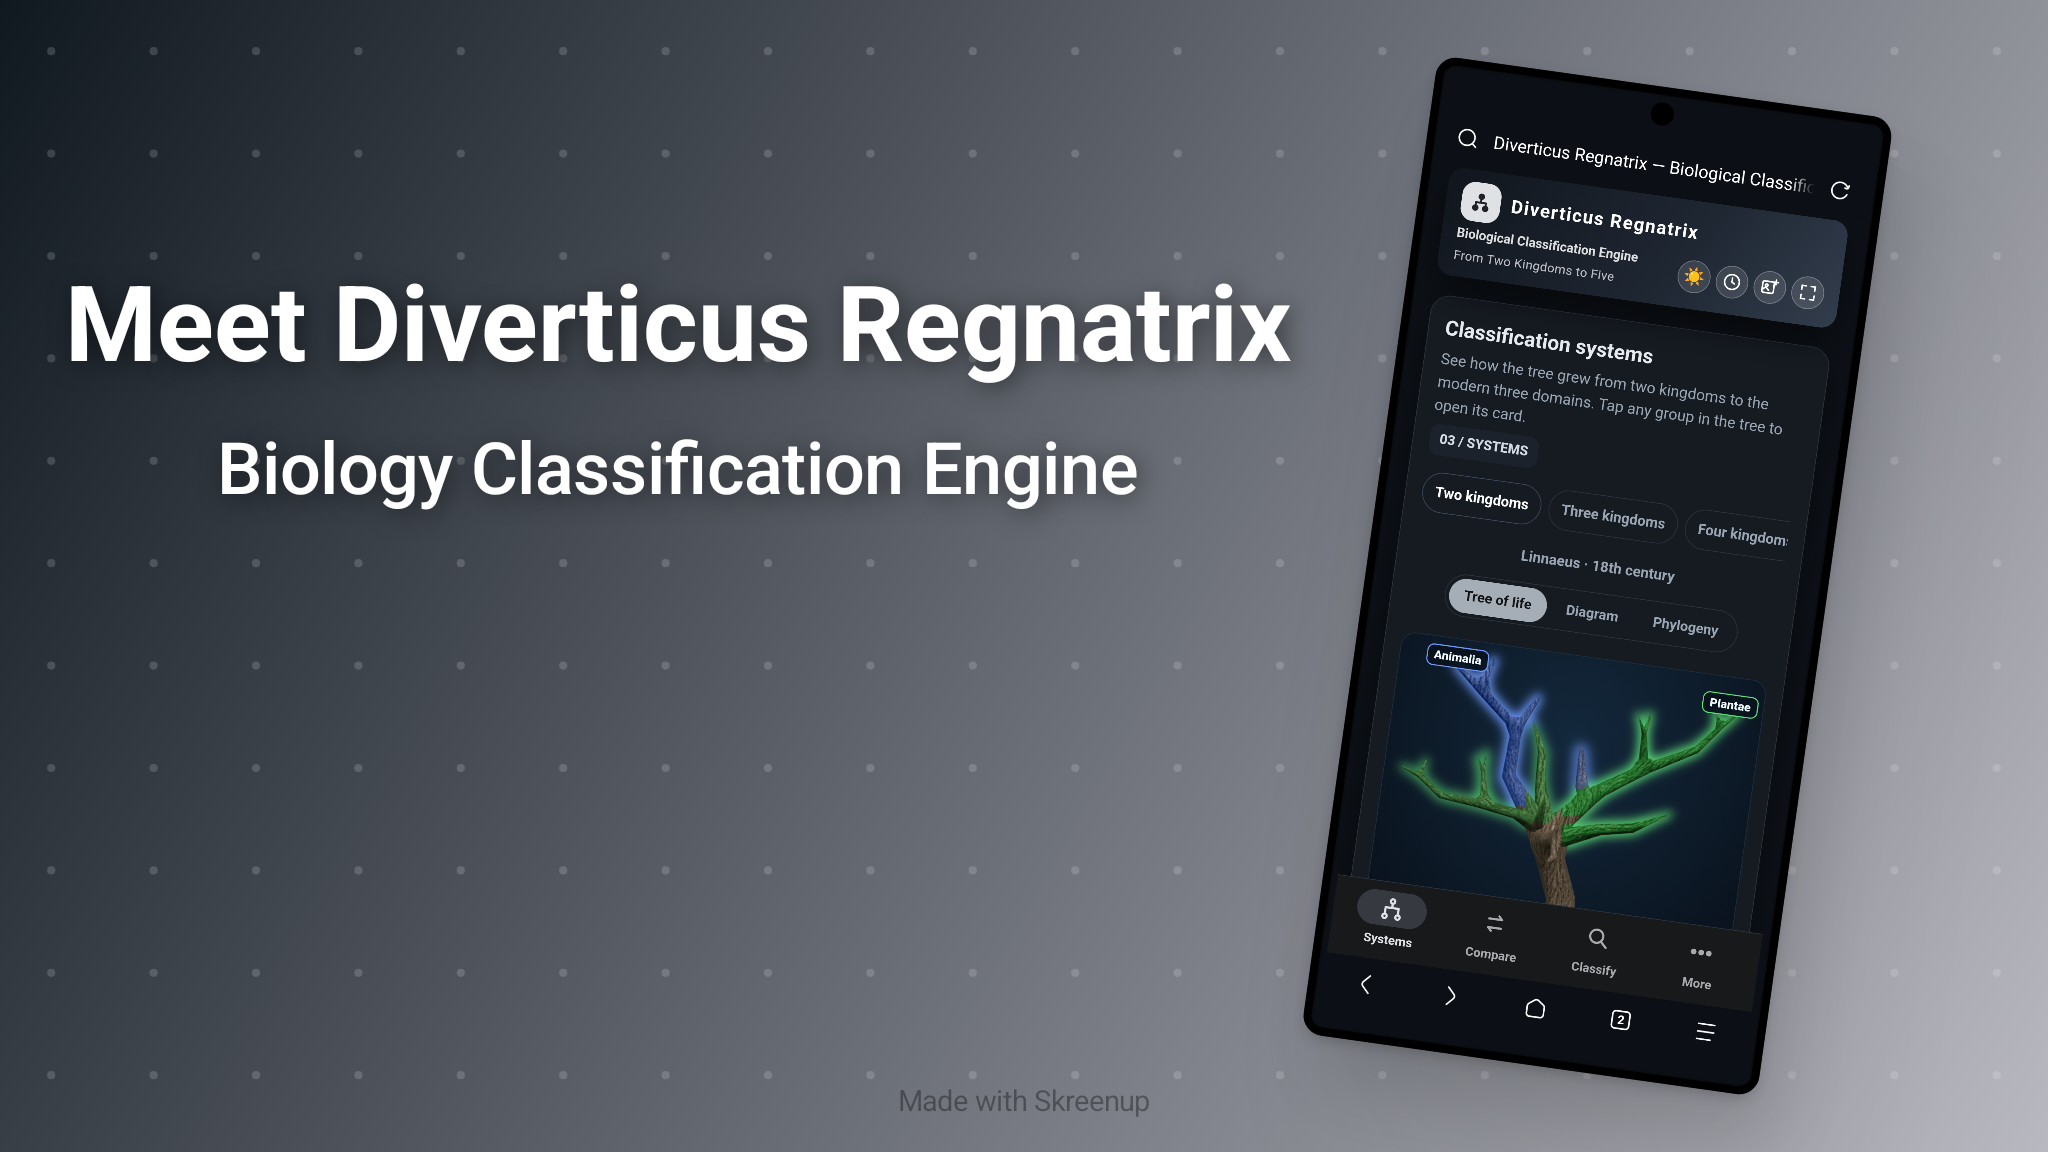 Meet Diverticus Regnatrix
Biology Classification Engine
Diverticus Regnatrix – Biological Classific
Diverticus Regnatrix
Biological Classification Engine
From Two Kingdoms to Five
Classification systems
See how the tree grew from two kingdoms to the
modern three domains. Tap any group in the tree to
open its card.
03 / SYSTEMS
Two kingdoms
Three kingdoms
Four kingdoms
Linnaeus · 18th century
Tree of life
Diagram
Phylogeny
Animalia
Plantae
Systems
Compare
Classify
More
2
Made with Skreenup